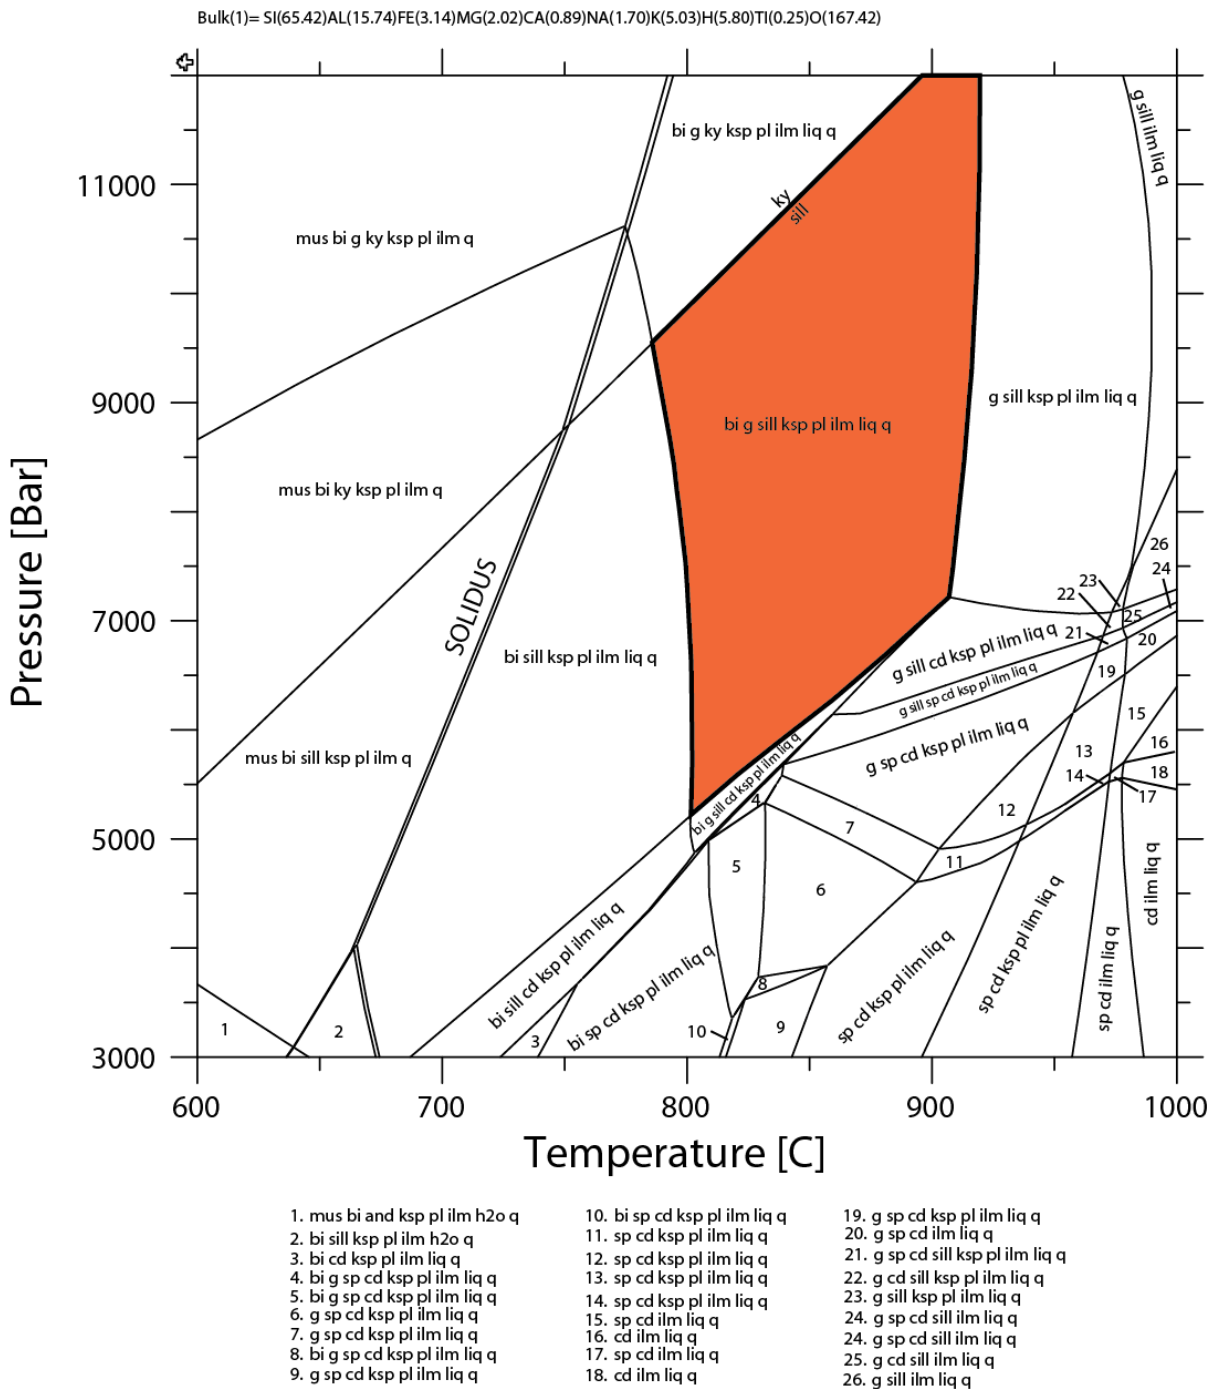 Bulk(1)= SI(65.42)AL(15.74)FE(3.14)MG(2.02)CA(0.89)NA(1.70)K(5.03)H(5.80)TI(0.25)O(167.42)
g sill ilm liq q
bi g ky ksp pl ilm liq q
11000
ky
sill
mus bi g ky ksp pl ilm q
9000
g sill ksp pl ilm liq q
bi g sill ksp pl ilm liq q
mus bi ky ksp pl ilm q
Pressure [Bar]
SOLIDUS
26
23
24
22
7000
25
21
20
g sill cd ksp pl ilm liq q
bi sill ksp pl ilm liq q
19
g sill sp cd ksp pl ilm liq q
15
mus bi sill ksp pl ilm q
g sp cd ksp pl ilm liq q
13
16
bi g sill cd ksp pl ilm liq q
14
18
17
4
12
5000
7
5
11
6
cd ilm liq q
sp cd ksp pl ilm liq q
bi sill cd ksp pl ilm liq q
bi sp cd ksp pl ilm liq q
sp cd ksp pl ilm liq q
sp cd ilm liq q
8
1
2
3
10
9
3000
600
700
800
900
1000
Temperature [C]
1. mus bi and ksp pl ilm h2o q
2. bi sill ksp pl ilm h2o q
3. bi cd ksp pl ilm liq q
4. bi g sp cd ksp pl ilm liq q
5. bi g sp cd ksp pl ilm liq q
6. g sp cd ksp pl ilm liq q
7. g sp cd ksp pl ilm liq q
8. bi g sp cd ksp pl ilm liq q
9. g sp cd ksp pl ilm liq q
10. bi sp cd ksp pl ilm liq q
11. sp cd ksp pl ilm liq q
12. sp cd ksp pl ilm liq q
13. sp cd ksp pl ilm liq q
14. sp cd ksp pl ilm liq q
15. sp cd ilm liq q
16. cd ilm liq q
17. sp cd ilm liq q
18. cd ilm liq q
19. g sp cd ksp pl ilm liq q
20. g sp cd ilm liq q
21. g sp cd sill ksp pl ilm liq q
22. g cd sill ksp pl ilm liq q
23. g sill ksp pl ilm liq q
24. g sp cd sill ilm liq q
24. g sp cd sill ilm liq q
25. g cd sill ilm liq q
26. g sill ilm liq q